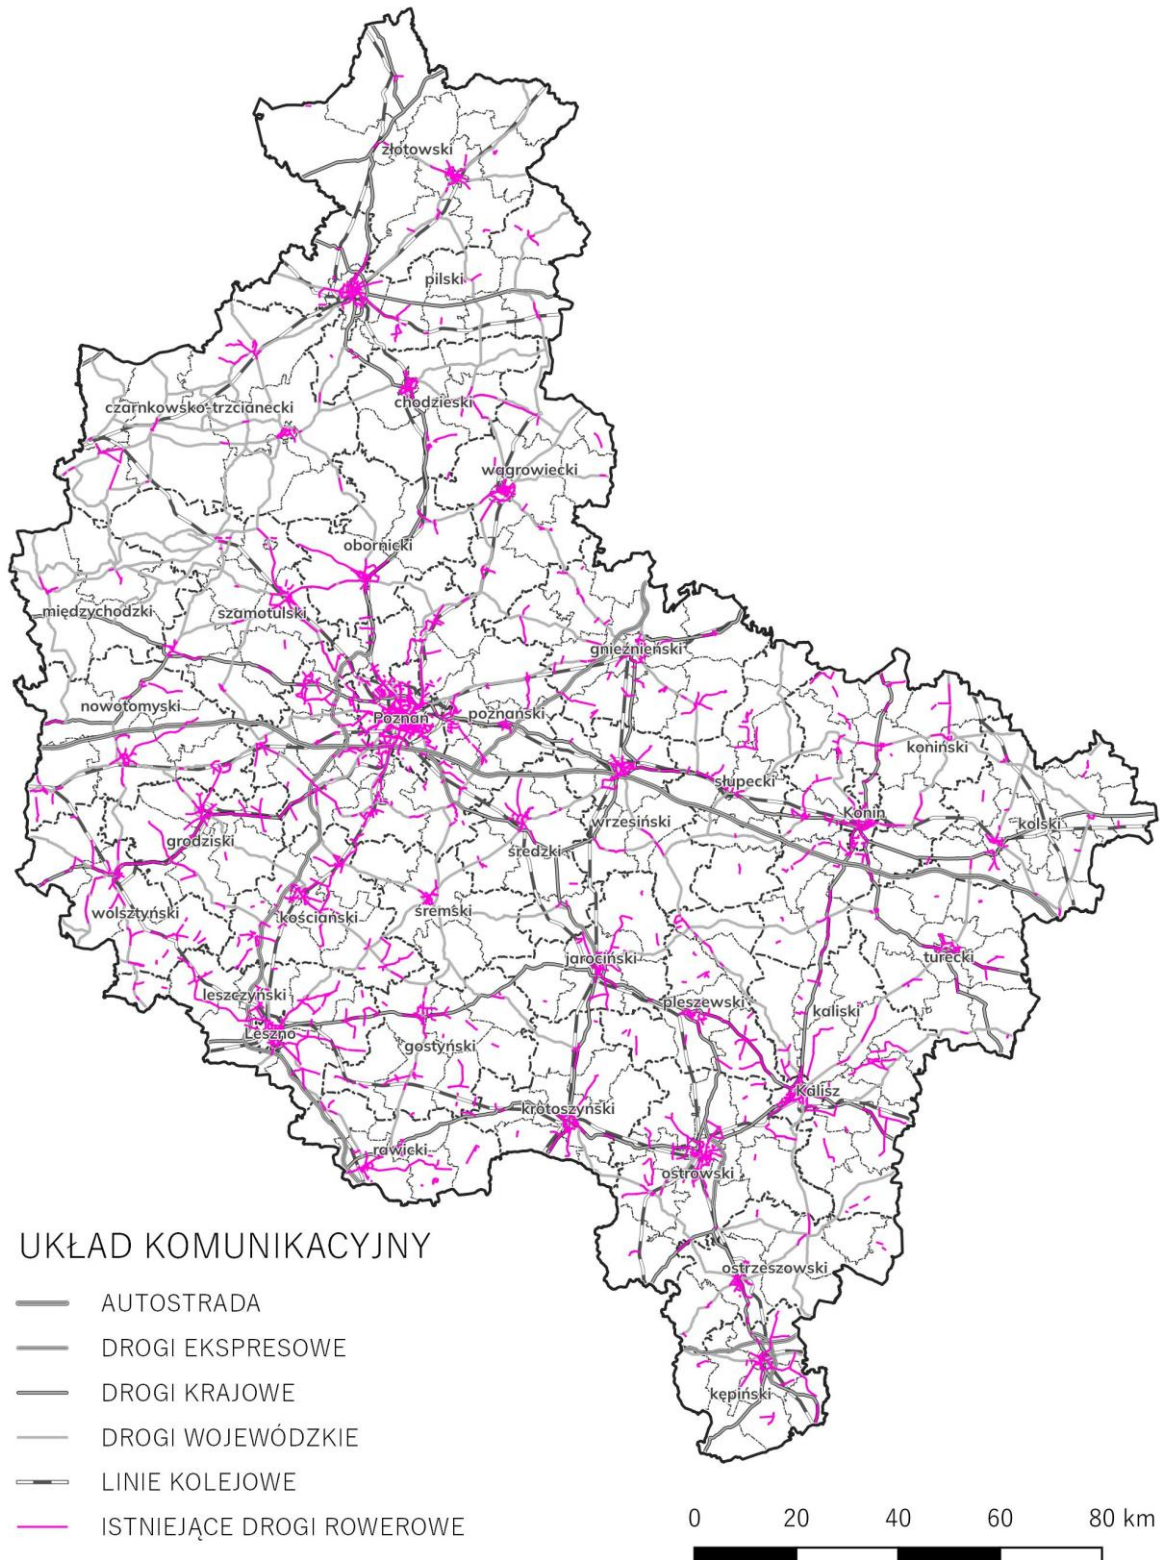 złotowski
pilski
czarnkowsko-trzcianecki
chodzieski
wągrowiecki
obornicki
międzychodzki
szamotulski
gnieźnieński
nowotomyski
Poznań
poznański
koniński
słupecki
Konin
kolski
wrzesiński
grodziski
średzki
wolsztyński
kościański
śremski
turecki
jarociński
leszczyński
pleszewski
kaliski
Leszno
gostyński
Kalisz
krotoszyński
rawicki
ostrowski
ostrzeszowski
kępiński
UKŁAD KOMUNIKACYJNY
AUTOSTRADA
DROGI EKSPRESOWE
DROGI KRAJOWE
DROGI WOJEWÓDZKIE
LINIE KOLEJOWE
ISTNIEJĄCE DROGI ROWEROWE
0 20 40 60 80 km